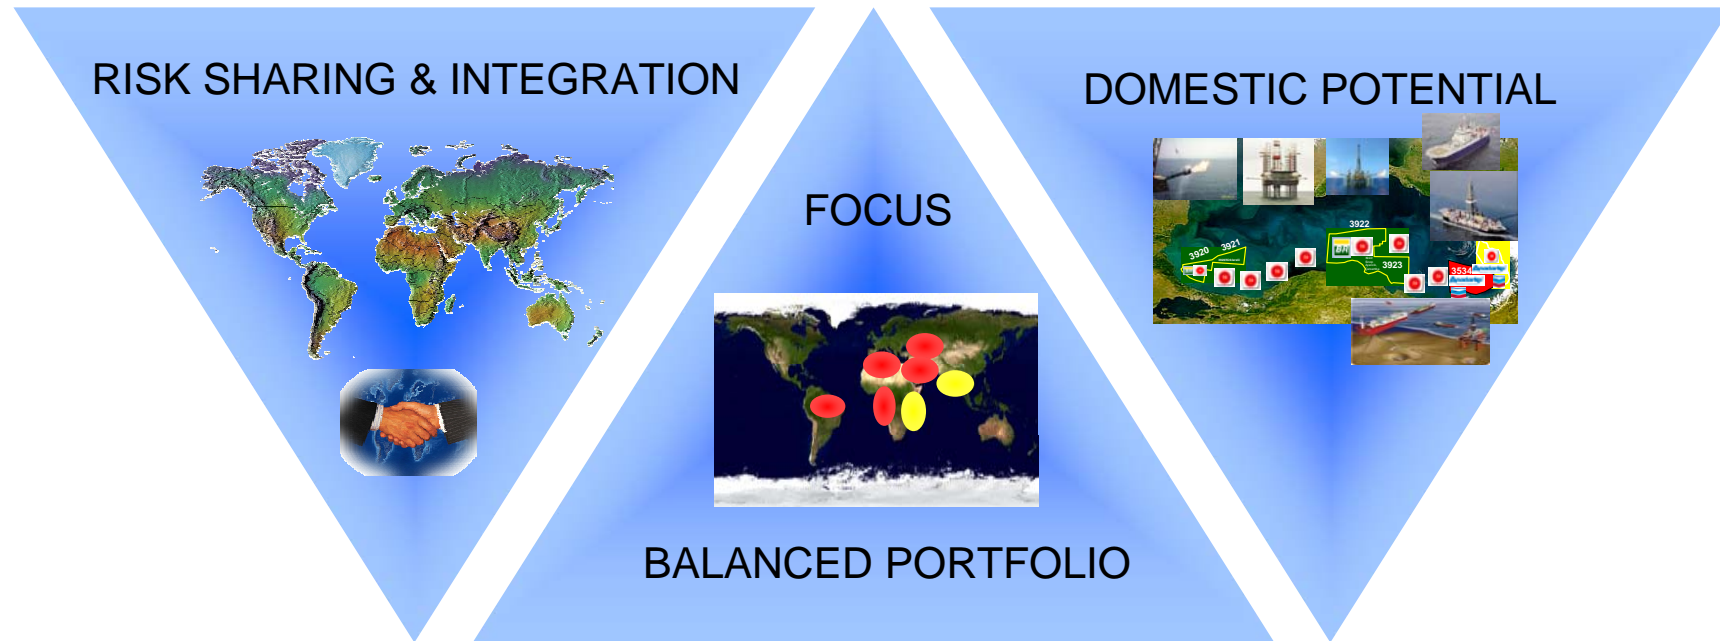 RISK SHARING & INTEGRATION
FOCUS
BALANCED PORTFOLIO
DOMESTIC POTENTIAL
3922
3920
3921
3923
3534